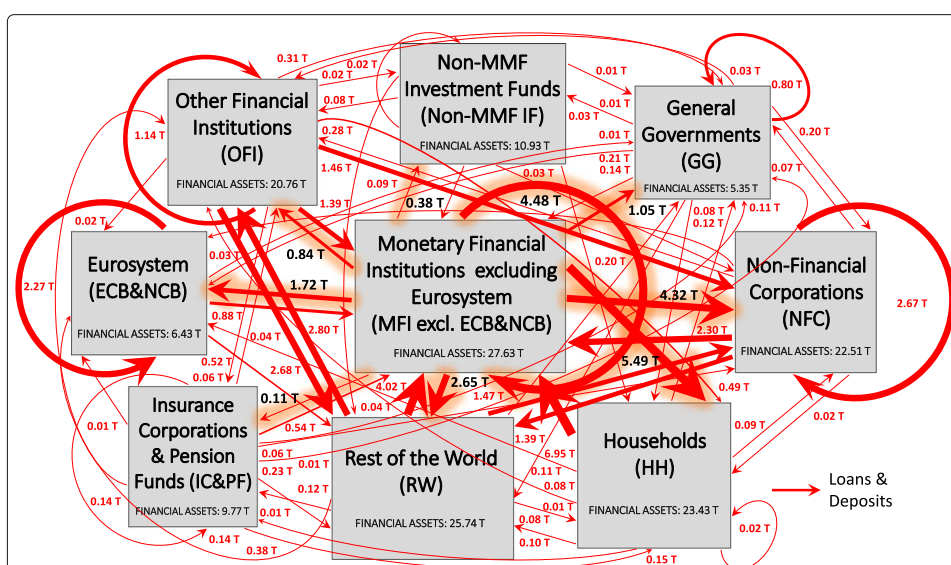 0.31 T
0.02 T
0.08 T
0.28 T
1.46 T
1.14 T
Other Financial
Institutions
(OFI)
FINANCIAL ASSETS: 20.76 T
Non-MMF
Investment Funds
(Non-MMF IF)
FINANCIAL ASSETS: 10.93 T
0.01 T
0.01 T
0.03 T
0.03 T
0.80 T
General
Governments
(GG)
FINANCIAL ASSETS: 5.35 T
0.20 T
0.01 T
0.21 T
0.14 T
0.07 T
0.03 T
0.09 T
0.38 T
4.48 T
1.05 T
0.08 T
0.12 T
0.11 T
1.39 T
0.84 T
0.02 T
0.03 T
1.72 T
0.88 T
0.20 T
Eurosystem
(ECB&NCB)
FINANCIAL ASSETS: 6.43 T
2.27 T
Monetary Financial
Institutions excluding
Eurosystem
(MFI excl. ECB&NCB)
FINANCIAL ASSETS: 27.63 T
4.32 T
2.30 T
Non-Financial
Corporations
(NFC)
FINANCIAL ASSETS: 22.51 T
2.67 T
0.04 T
2.80 T
0.52 T
0.06 T
2.68 T
5.49 T
0.49 T
0.11 T
4.02 T
2.65 T
1.47 T
0.04 T
0.54 T
Insurance
Corporations
& Pension
Funds (IC&PF)
FINANCIAL ASSETS: 9.77 T
0.01 T
0.06 T
0.23 T
0.01 T
0.12 T
0.14 T
0.01 T
0.14 T
0.38 T
Rest of the World
(RW)
FINANCIAL ASSETS: 25.74 T
1.39 T
6.95 T
0.11 T
0.08 T
0.01 T
0.08 T
0.10 T
Households
(HH)
FINANCIAL ASSETS: 23.43 T
0.09 T
0.02 T
0.02 T
0.15 T
Loans &
Deposits